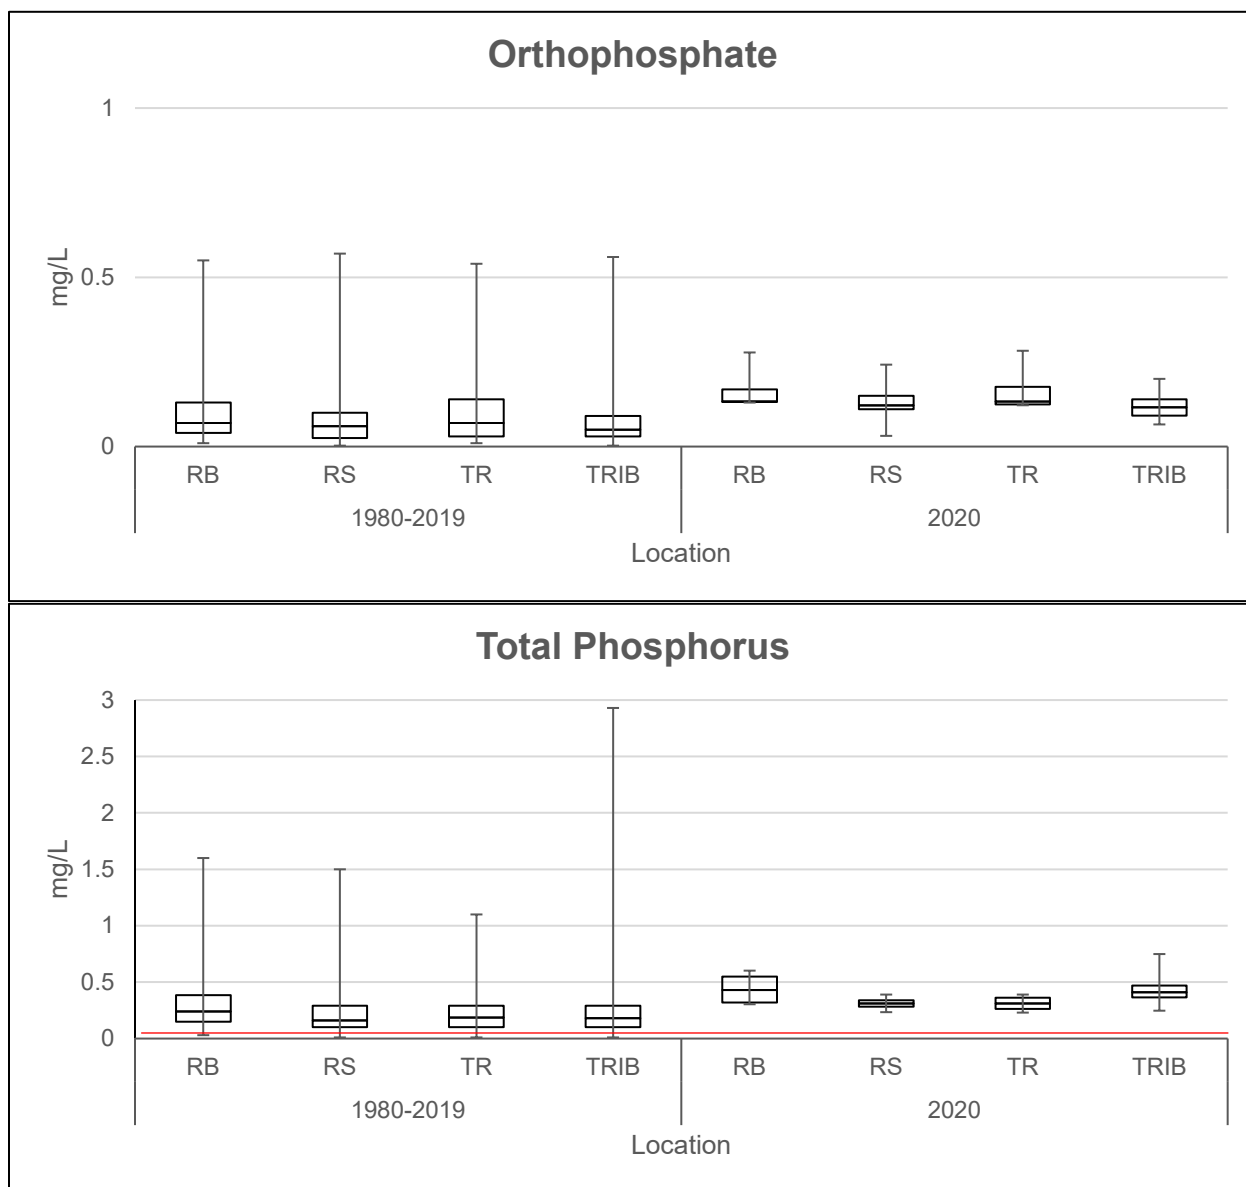 Orthophosphate
1
0.5
0
mg/L
RB RS TR TRIB RB RS TR TRIB
1980-2019 2020
Location
Total Phosphorus
3
2.5
2
1.5
1
0.5
0
mg/L
RB RS TR TRIB RB RS TR TRIB
1980-2019 2020
Location